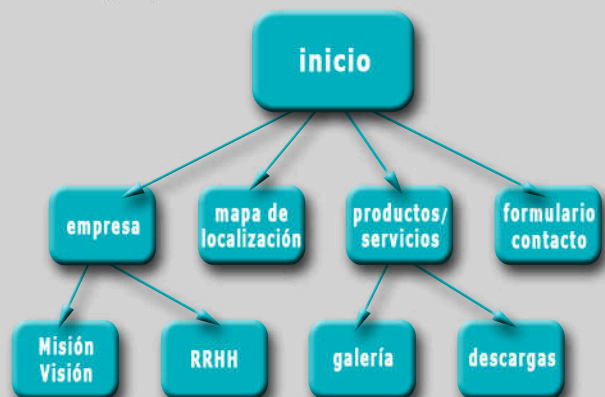 inicio
empresa
mapa de
localización
productos/
servicios
formulario
contacto
Misión
Visión
RRHH
galería
descargas